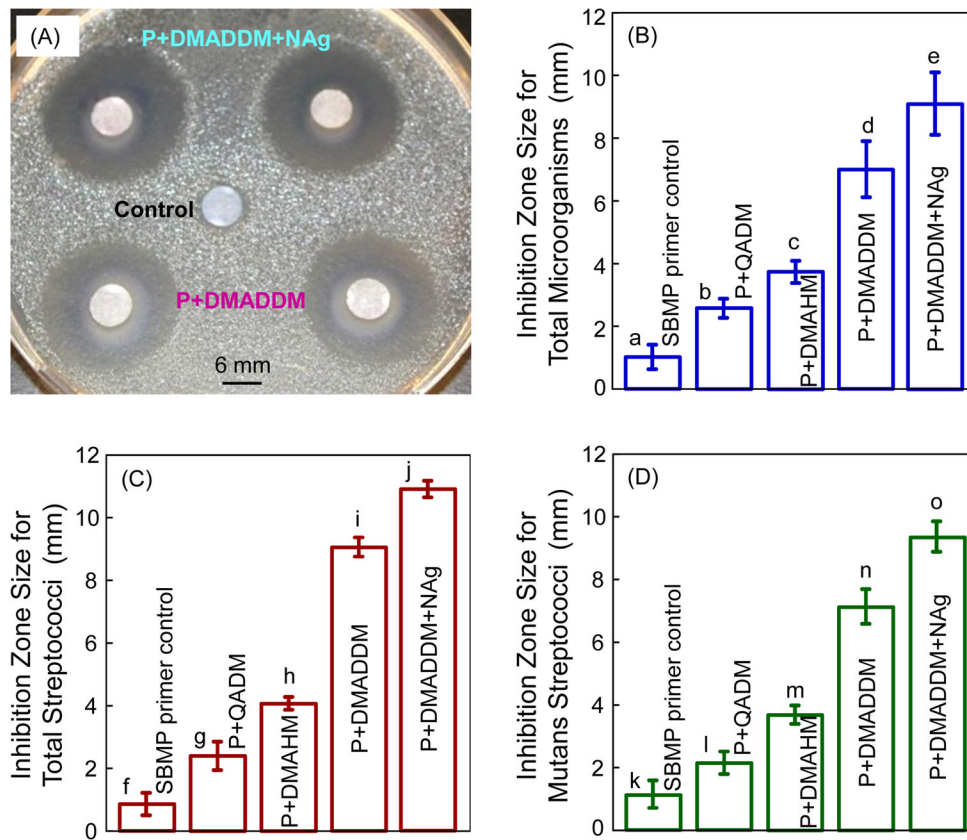 (A)
P+DMADDM+NAg
Control
P+DMADDM
6 mm
(B)
Inhibition Zone Size for
Total Microorganisms (mm)
12
10
8
6
4
2
0
a
SBMP primer control
b
P+QADM
c
P+DMAHM
d
P+DMADDM
e
P+DMADDM+NAg
(C)
Inhibition Zone Size for
Total Streptococci (mm)
12
10
8
6
4
2
0
f
SBMP primer control
g
P+QADM
h
P+DMAHM
i
P+DMADDM
j
P+DMADDM+NAg
(D)
Inhibition Zone Size for
Mutans Streptococci (mm)
12
10
8
6
4
2
0
k
SBMP primer control
l
P+QADM
m
P+DMAHM
n
P+DMADDM
o
P+DMADDM+NAg